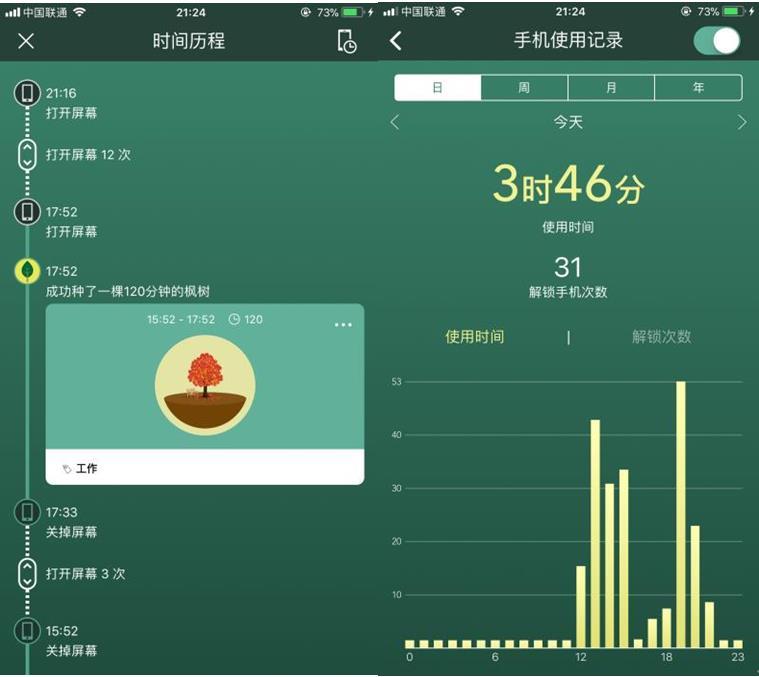 中国联通
21:24
73%
时间历程
21:16
打开屏幕
打开屏幕 12 次
17:52
打开屏幕
17:52
成功种了一棵120分钟的枫树
15:52 - 17:52 120
工作
17:33
关掉屏幕
打开屏幕 3 次
15:52
关掉屏幕
中国联通
21:24
73%
手机使用记录
日 周 月 年
今天
3时46分
使用时间
31
解锁手机次数
使用时间 | 解锁次数
53
40
30
20
10
0 6 12 18 23